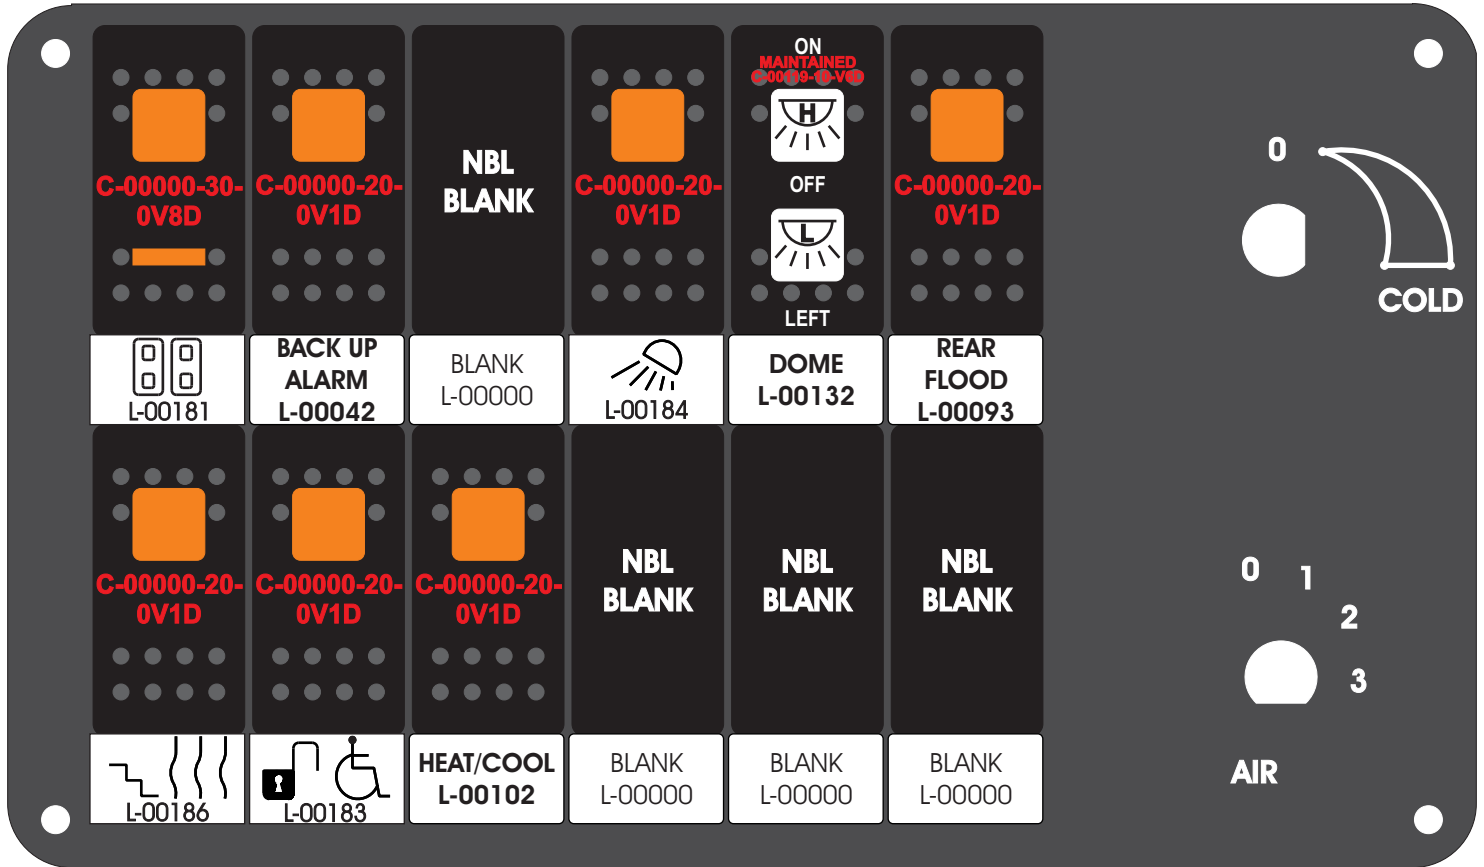 C-00000-30-
0V8D
C-00000-20-
0V1D
NBL
BLANK
C-00000-20-
0V1D
ON
MAINTAINED
C-00119-10-V6D
H
OFF
L
LEFT
C-00000-20-
0V1D
0
COLD
L-00181
BACK UP
ALARM
L-00042
BLANK
L-00000
L-00184
DOME
L-00132
REAR
FLOOD
L-00093
C-00000-20-
0V1D
C-00000-20-
0V1D
C-00000-20-
0V1D
NBL
BLANK
NBL
BLANK
NBL
BLANK
0
1
2
3
AIR
L-00186
L-00183
HEAT/COOL
L-00102
BLANK
L-00000
BLANK
L-00000
BLANK
L-00000